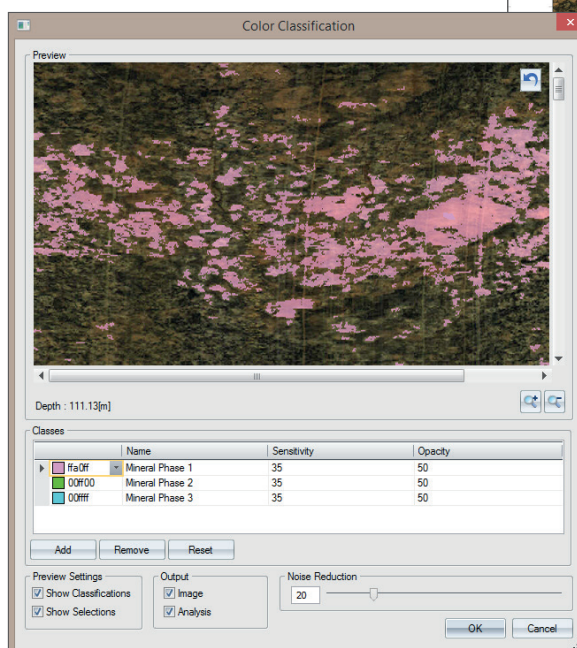 Color Classification
Preview
Depth : 111.13[m]
Classes
Name Sensitivity Opacity
ffa0ff Mineral Phase 1 35 50
00ff00 Mineral Phase 2 35 50
00ffff Mineral Phase 3 35 50
Add Remove Reset
Preview Settings Output Noise Reduction
Show Classifications Image 20
Show Selections Analysis
OK Cancel